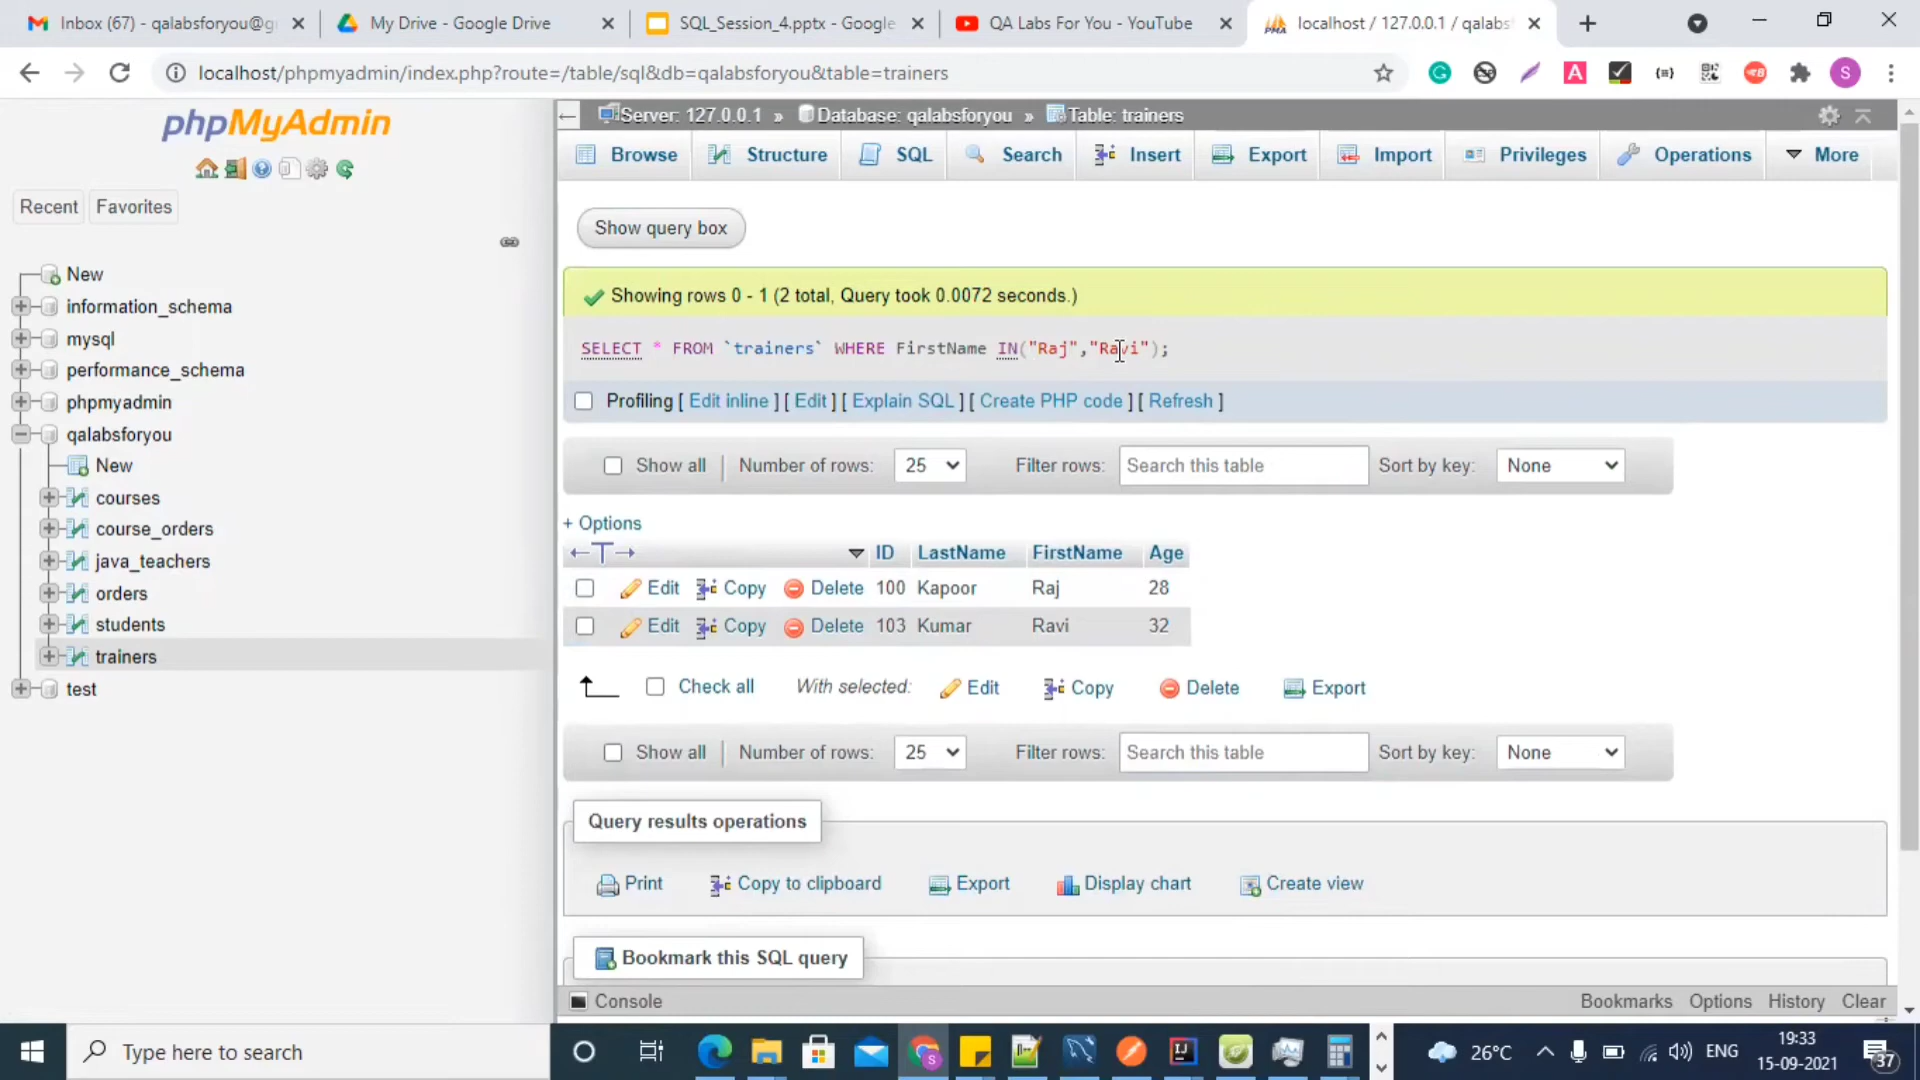 Inbox (67) - qalabsforyou@g
My Drive - Google Drive
SQL_Session_4.pptx - Google
QA Labs For You - YouTube
localhost / 127.0.0.1 / qalabs
localhost/phpmyadmin/index.php?route=/table/sql&db=qalabsforyou&table=trainers
phpMyAdmin
Recent Favorites
New
information_schema
mysql
performance_schema
phpmyadmin
qalabsforyou
New
courses
course_orders
java_teachers
orders
students
trainers
test
Server: 127.0.0.1 » Database: qalabsforyou » Table: trainers
Browse Structure SQL Search Insert Export Import Privileges Operations More
Show query box
Showing rows 0 - 1 (2 total, Query took 0.0072 seconds.)
SELECT * FROM `trainers` WHERE FirstName IN("Raj","Ravi");
Profiling [ Edit inline ] [ Edit ] [ Explain SQL ] [ Create PHP code ] [ Refresh ]
Show all Number of rows: 25 Filter rows: Search this table Sort by key: None
+ Options
ID LastName FirstName Age
Edit Copy Delete 100 Kapoor Raj 28
Edit Copy Delete 103 Kumar Ravi 32
Check all With selected: Edit Copy Delete Export
Show all Number of rows: 25 Filter rows: Search this table Sort by key: None
Query results operations
Print Copy to clipboard Export Display chart Create view
Bookmark this SQL query
Console Bookmarks Options History Clear
Type here to search
26°C ENG
19:33
15-09-2021
37